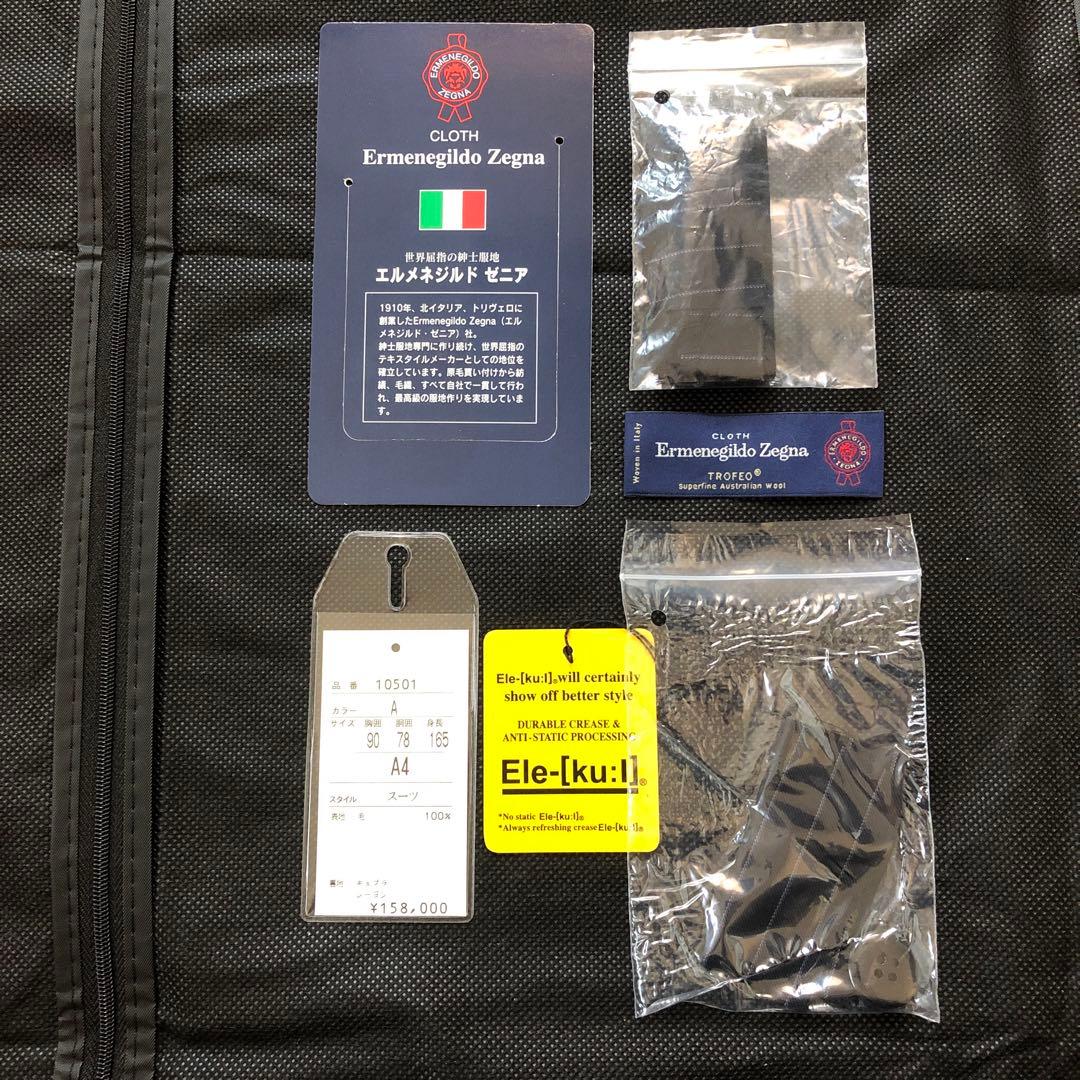 ERMENEGILDO
ZEGNA
CLOTH
Ermenegildo Zegna
世界屈指の紳士服地
エルメネジルド ゼニア
1910年、北イタリア、トリヴェロに
創業したErmenegildo Zegna（エル
メネジルド・ゼニア）社。
紳士服地専門に作り続け、世界屈指の
テキスタイルメーカーとしての地位を
確立しています。原毛買い付けから紡
績、毛織、すべて自社で一貫して行わ
れ、最高級の服地作りを実現していま
す。
Woven in Italy
CLOTH
Ermenegildo Zegna
TROFEO®
Superfine Australian Wool
ERMENEGILDO
ZEGNA
品番 10501
カラー A
サイズ 胸囲 胴囲 身長
90 78 165
A4
スタイル スーツ
表地 毛 100%
裏地 キュプラ
レーヨン
¥158,000
Ele-[ku:l]®will certainly
show off better style
DURABLE CREASE &
ANTI-STATIC PROCESSING
Ele-[ku:l]®
*No static Ele-[ku:l]®
*Always refreshing crease Ele-[ku:l]®